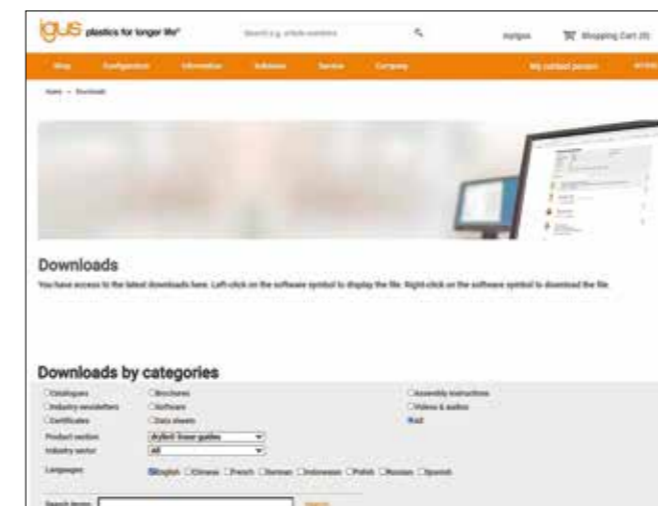 igus plastics for longer life®
Search e.g. article numbers
myigus
Shopping Cart (0)
Shop Configurators Information Industries Service Company My contact person
Home > Downloads
Downloads
You have access to the latest downloads here. Left-click on the software symbol to display the file. Right-click on the software symbol to download the file.
Downloads by categories
Catalogues Brochures Assembly instructions
Industry newsletters Software Videos & audios
Certificates Data sheets All
Product section drylin® linear guides
Industry sector All
Languages English Chinese French German Indonesian Polish Russian Spanish
Search terms